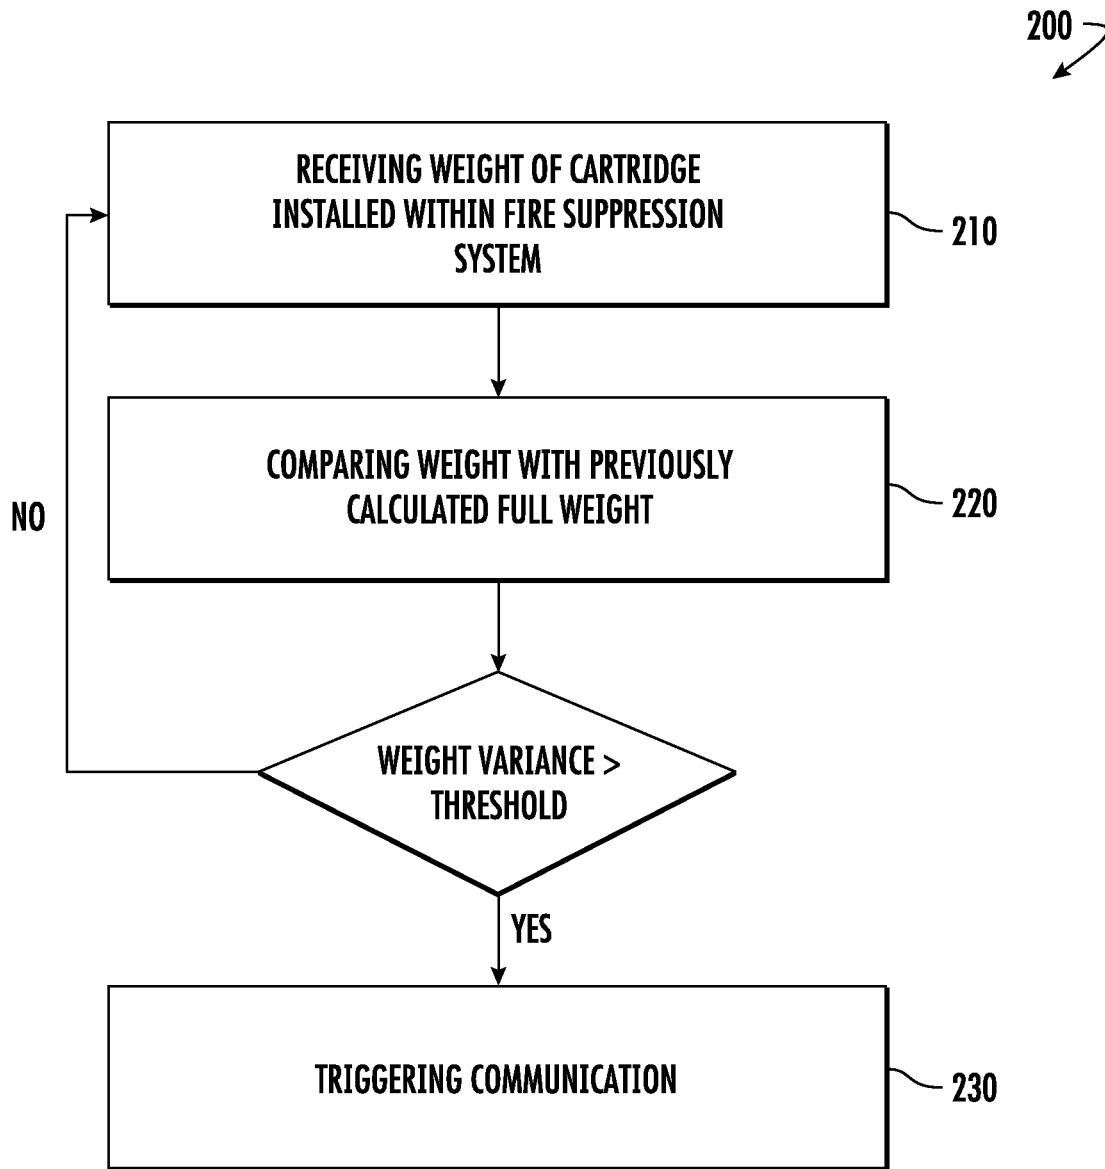 200
RECEIVING WEIGHT OF CARTRIDGE
INSTALLED WITHIN FIRE SUPPRESSION
SYSTEM
210
COMPARING WEIGHT WITH PREVIOUSLY
CALCULATED FULL WEIGHT
220
NO
WEIGHT VARIANCE >
THRESHOLD
YES
TRIGGERING COMMUNICATION
230